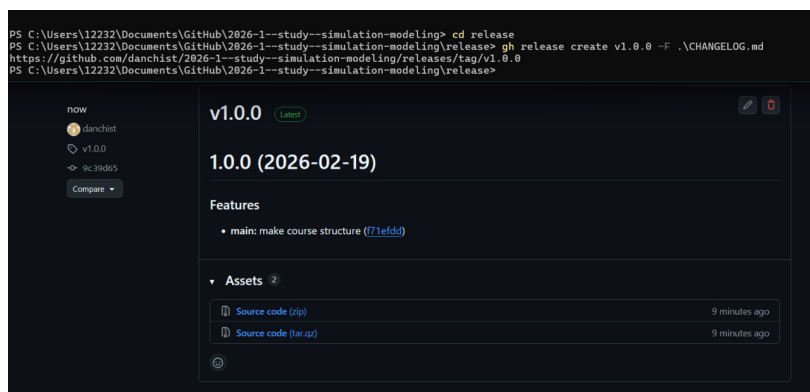 PS C:\Users\12232\Documents\GitHub\2026-1--study--simulation-modeling> cd release
PS C:\Users\12232\Documents\GitHub\2026-1--study--simulation-modeling\release> gh release create v1.0.0 -F .\CHANGELOG.md
https://github.com/danchist/2026-1--study--simulation-modeling/releases/tag/v1.0.0
PS C:\Users\12232\Documents\GitHub\2026-1--study--simulation-modeling\release>
now
danchist
v1.0.0
9c39d65
Compare
v1.0.0 Latest
1.0.0 (2026-02-19)
Features
• main: make course structure (f71efdd)
Assets 2
Source code (zip) 9 minutes ago
Source code (tar.gz) 9 minutes ago